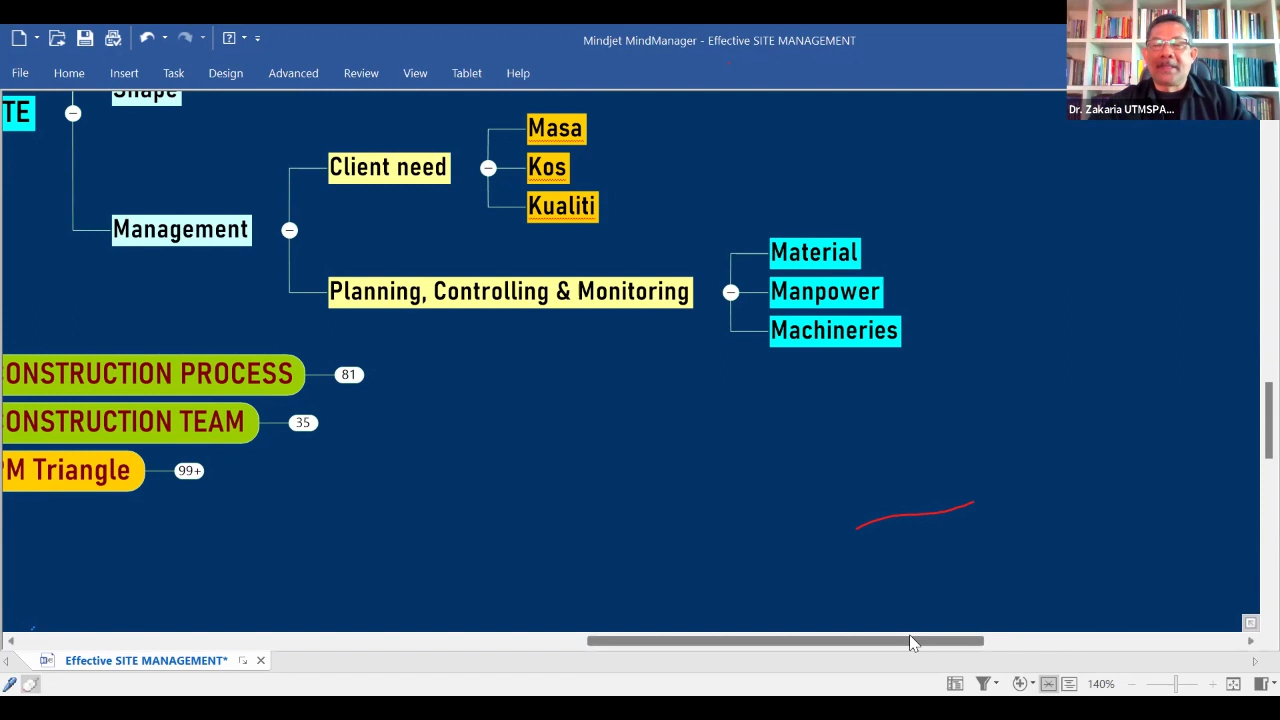 Mindjet MindManager - Effective SITE MANAGEMENT
File Home Insert Task Design Advanced Review View Tablet Help
Dr. Zakaria UTMSPA...
Shape
TE
Masa
Client need
Kos
Kualiti
Management
Material
Planning, Controlling & Monitoring
Manpower
Machineries
ONSTRUCTION PROCESS
81
ONSTRUCTION TEAM
35
PM Triangle
99+
Effective SITE MANAGEMENT*
140%